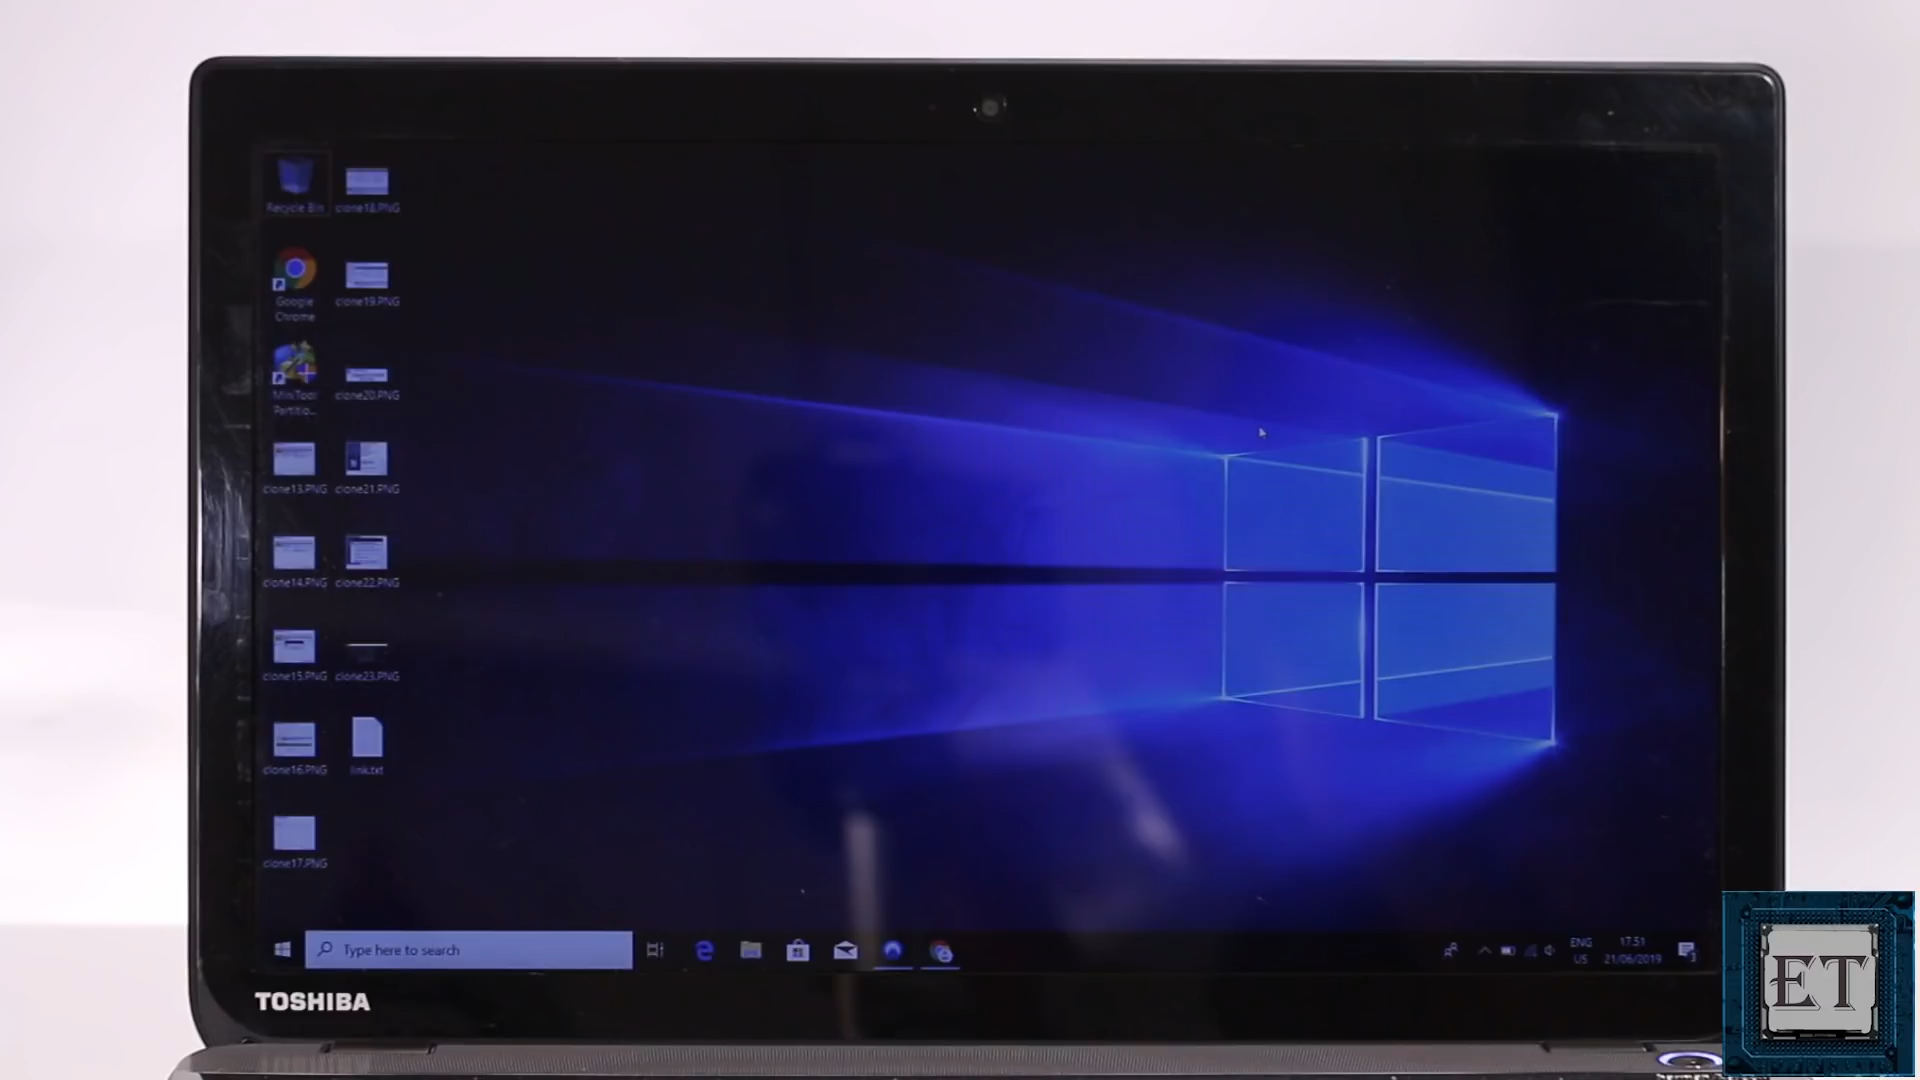 Recycle Bin
clone18.PNG
Google
Chrome
clone19.PNG
MiniTool
Partitio...
clone20.PNG
clone13.PNG
clone21.PNG
clone14.PNG
clone22.PNG
clone15.PNG
clone23.PNG
clone16.PNG
link.txt
clone17.PNG
Type here to search
ENG
US
17:51
21/06/2019
TOSHIBA
ET